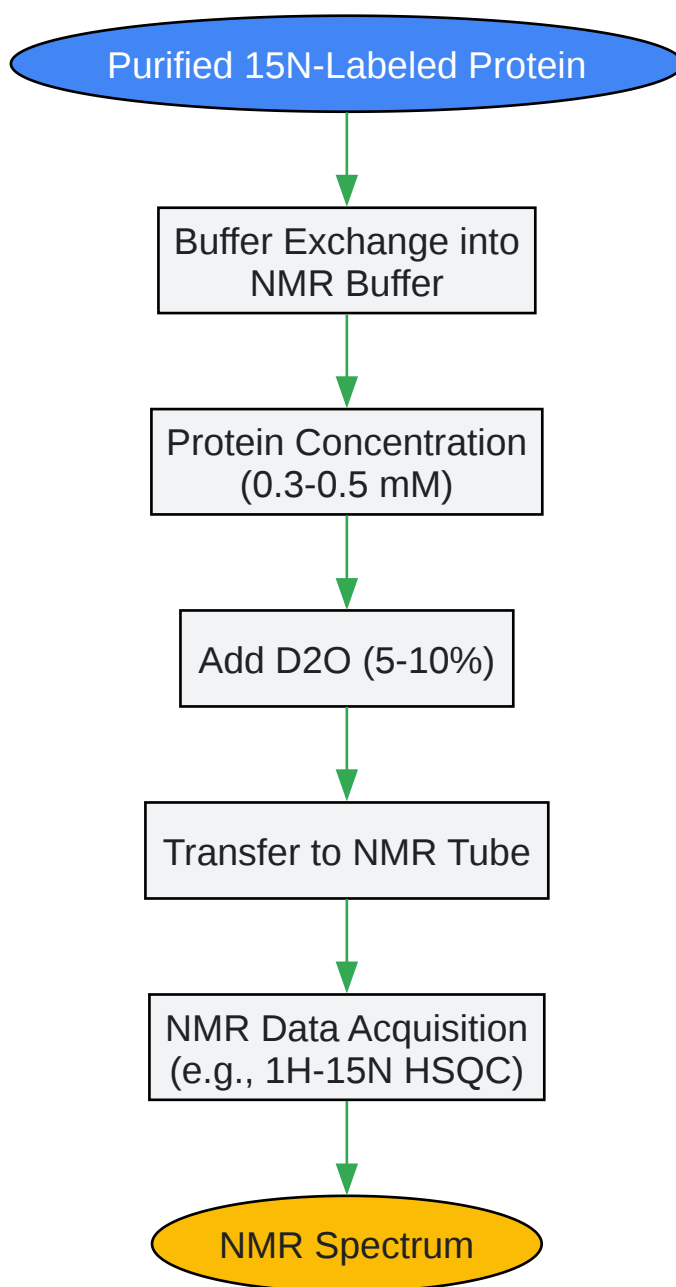 Purified 15N-Labeled Protein
Buffer Exchange into
NMR Buffer
Protein Concentration
(0.3-0.5 mM)
Add D2O (5-10%)
Transfer to NMR Tube
NMR Data Acquisition
(e.g., 1H-15N HSQC)
NMR Spectrum